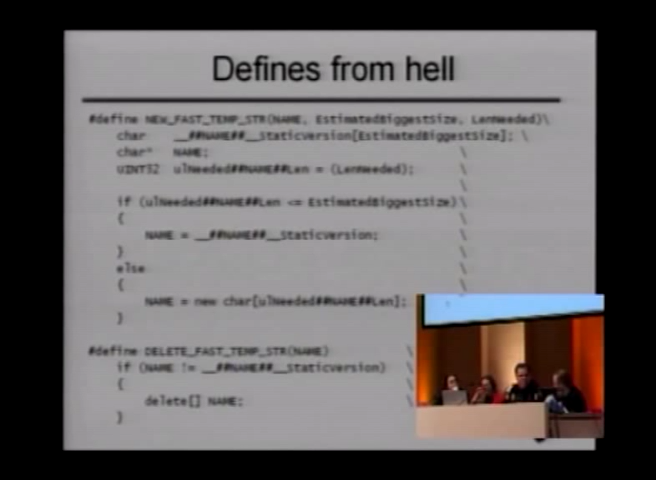 Defines from hell
#define NEW_FAST_TEMP_STR(NAME, EstimatedBiggestSize, LenNeeded)\
char __##NAME##__StaticVersion[EstimatedBiggestSize]; \
char* NAME; \
UINT32 ulNeeded##NAME##Len = (LenNeeded); \
\
if (ulNeeded##NAME##Len <= EstimatedBiggestSize)\
{ \
NAME = __##NAME##__StaticVersion; \
} \
else \
{ \
NAME = new char[ulNeeded##NAME##Len]; \
}
#define DELETE_FAST_TEMP_STR(NAME) \
if (NAME != __##NAME##__StaticVersion) \
{ \
delete[] NAME; \
}